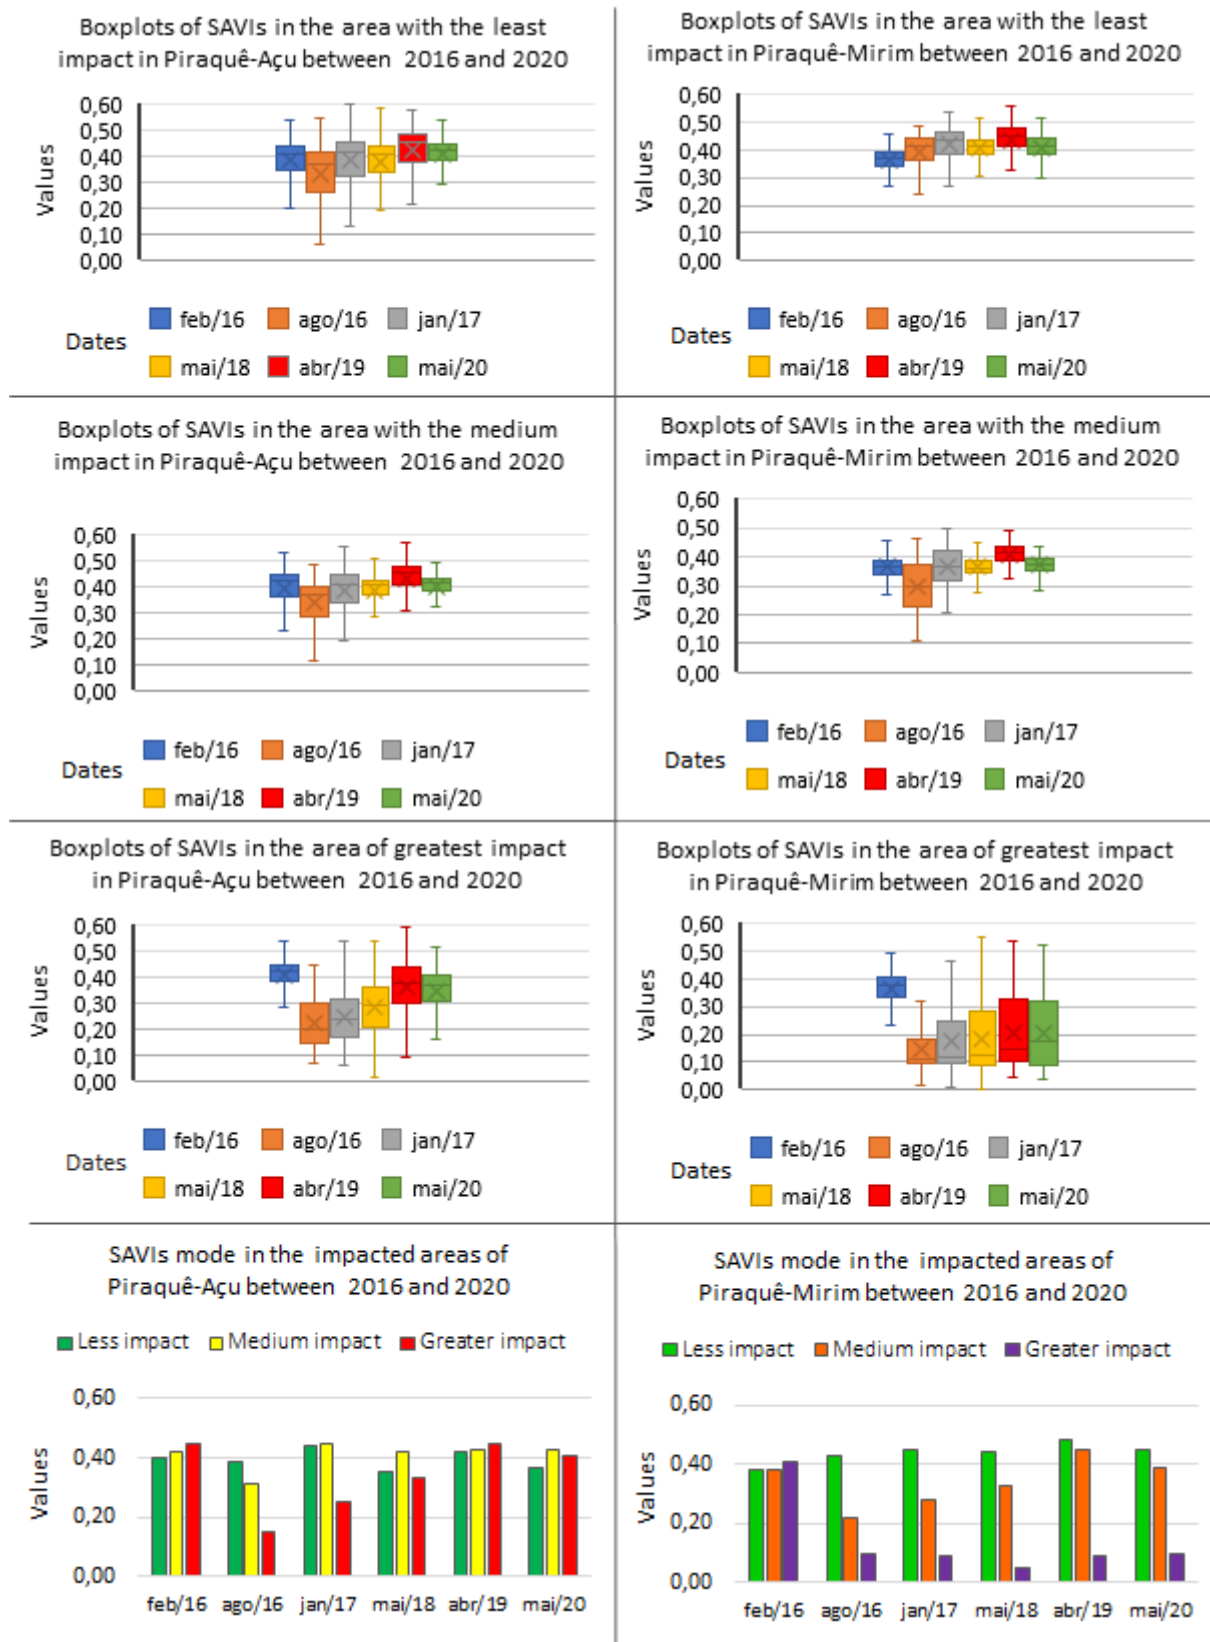 Boxplots of SAVIs in the area with the least
impact in Piraquê-Açu between 2016 and 2020
0,60
0,50
0,40
0,30
0,20
0,10
0,00
Values
Dates
feb/16 ago/16 jan/17
mai/18 abr/19 mai/20
Boxplots of SAVIs in the area with the least
impact in Piraquê-Mirim between 2016 and 2020
0,60
0,50
0,40
0,30
0,20
0,10
0,00
Values
Dates
feb/16 ago/16 jan/17
mai/18 abr/19 mai/20
Boxplots of SAVIs in the area with the medium
impact in Piraquê-Açu between 2016 and 2020
0,60
0,50
0,40
0,30
0,20
0,10
0,00
Values
Dates
feb/16 ago/16 jan/17
mai/18 abr/19 mai/20
Boxplots of SAVIs in the area with the medium
impact in Piraquê-Mirim between 2016 and 2020
0,60
0,50
0,40
0,30
0,20
0,10
0,00
Values
Dates
feb/16 ago/16 jan/17
mai/18 abr/19 mai/20
Boxplots of SAVIs in the area of greatest impact
in Piraquê-Açu between 2016 and 2020
0,60
0,50
0,40
0,30
0,20
0,10
0,00
Values
Dates
feb/16 ago/16 jan/17
mai/18 abr/19 mai/20
Boxplots of SAVIs in the area of greatest impact
in Piraquê-Mirim between 2016 and 2020
0,60
0,50
0,40
0,30
0,20
0,10
0,00
Values
Dates
feb/16 ago/16 jan/17
mai/18 abr/19 mai/20
SAVIs mode in the impacted areas of
Piraquê-Açu between 2016 and 2020
Less impact Medium impact Greater impact
0,60
0,40
0,20
0,00
Values
feb/16 ago/16 jan/17 mai/18 abr/19 mai/20
SAVIs mode in the impacted areas of
Piraquê-Mirim between 2016 and 2020
Less impact Medium impact Greater impact
0,60
0,40
0,20
0,00
Values
feb/16 ago/16 jan/17 mai/18 abr/19 mai/20